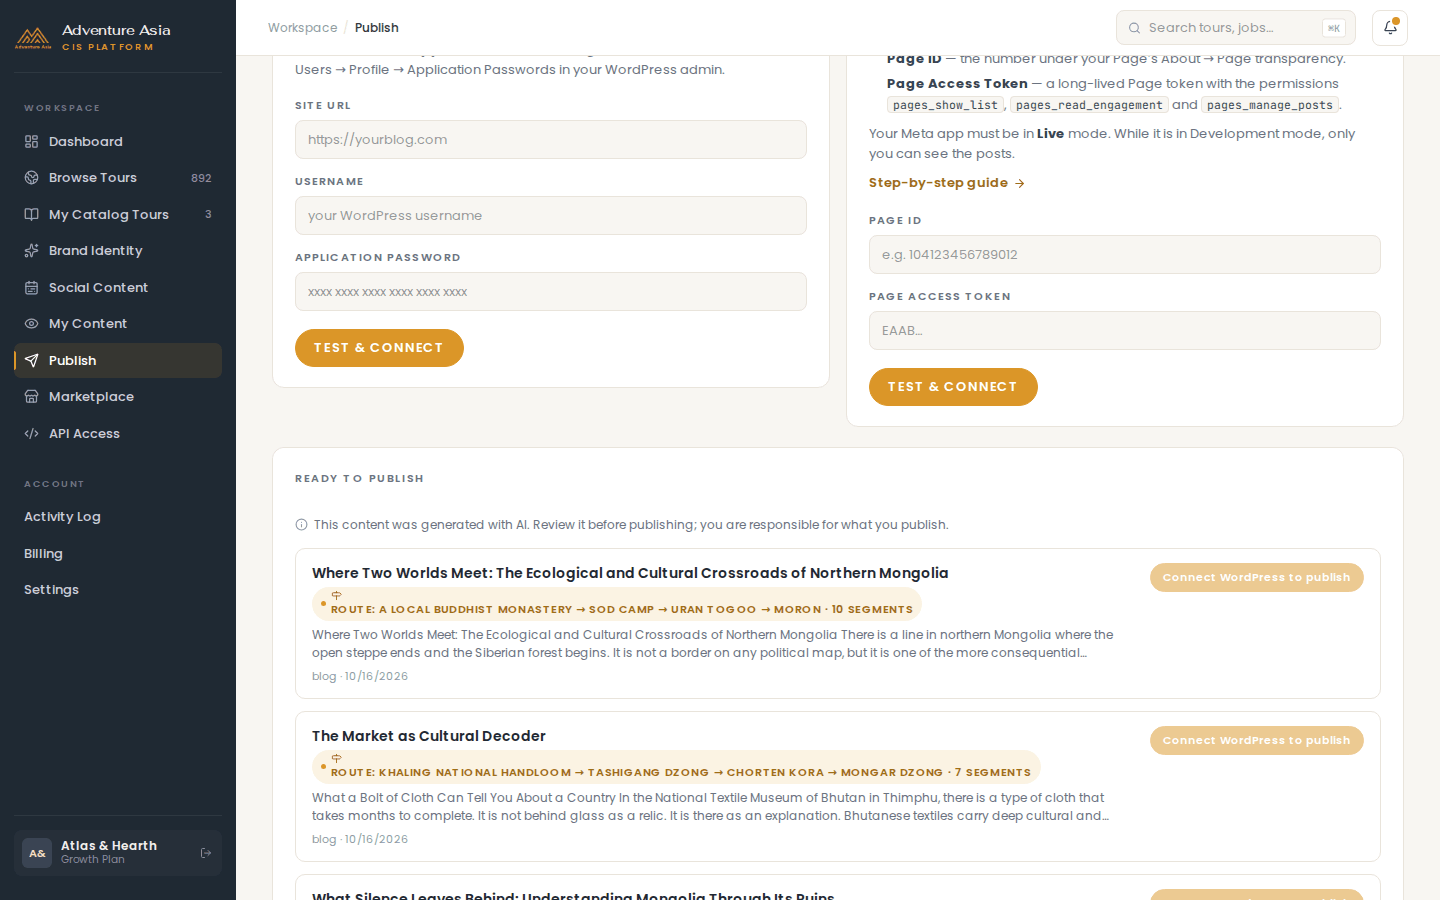 Adventure Asia
Adventure Asia
CIS PLATFORM
WORKSPACE
Dashboard
Browse Tours 892
My Catalog Tours 3
Brand Identity
Social Content
My Content
Publish
Marketplace
API Access
ACCOUNT
Activity Log
Billing
Settings
A& Atlas & Hearth
Growth Plan
Workspace / Publish
Search tours, jobs... ⌘K
Users → Profile → Application Passwords in your WordPress admin.
SITE URL
https://yourblog.com
USERNAME
your WordPress username
APPLICATION PASSWORD
xxxx xxxx xxxx xxxx xxxx xxxx
TEST & CONNECT
Page ID — the number under your Page's About → Page transparency.
Page Access Token — a long-lived Page token with the permissions
pages_show_list, pages_read_engagement and pages_manage_posts.
Your Meta app must be in Live mode. While it is in Development mode, only
you can see the posts.
Step-by-step guide →
PAGE ID
e.g. 104123456789012
PAGE ACCESS TOKEN
EAAB...
TEST & CONNECT
READY TO PUBLISH
This content was generated with AI. Review it before publishing; you are responsible for what you publish.
Where Two Worlds Meet: The Ecological and Cultural Crossroads of Northern Mongolia
Connect WordPress to publish
ROUTE: A LOCAL BUDDHIST MONASTERY → SOD CAMP → URAN TOGOO → MORON · 10 SEGMENTS
Where Two Worlds Meet: The Ecological and Cultural Crossroads of Northern Mongolia There is a line in northern Mongolia where the
open steppe ends and the Siberian forest begins. It is not a border on any political map, but it is one of the more consequential...
blog · 10/16/2026
The Market as Cultural Decoder
Connect WordPress to publish
ROUTE: KHALING NATIONAL HANDLOOM → TASHIGANG DZONG → CHORTEN KORA → MONGAR DZONG · 7 SEGMENTS
What a Bolt of Cloth Can Tell You About a Country In the National Textile Museum of Bhutan in Thimphu, there is a type of cloth that
takes months to complete. It is not behind glass as a relic. It is there as an explanation. Bhutanese textiles carry deep cultural and...
blog · 10/16/2026
What Silence Leaves Behind: Understanding Mongolia Through Its Ruins